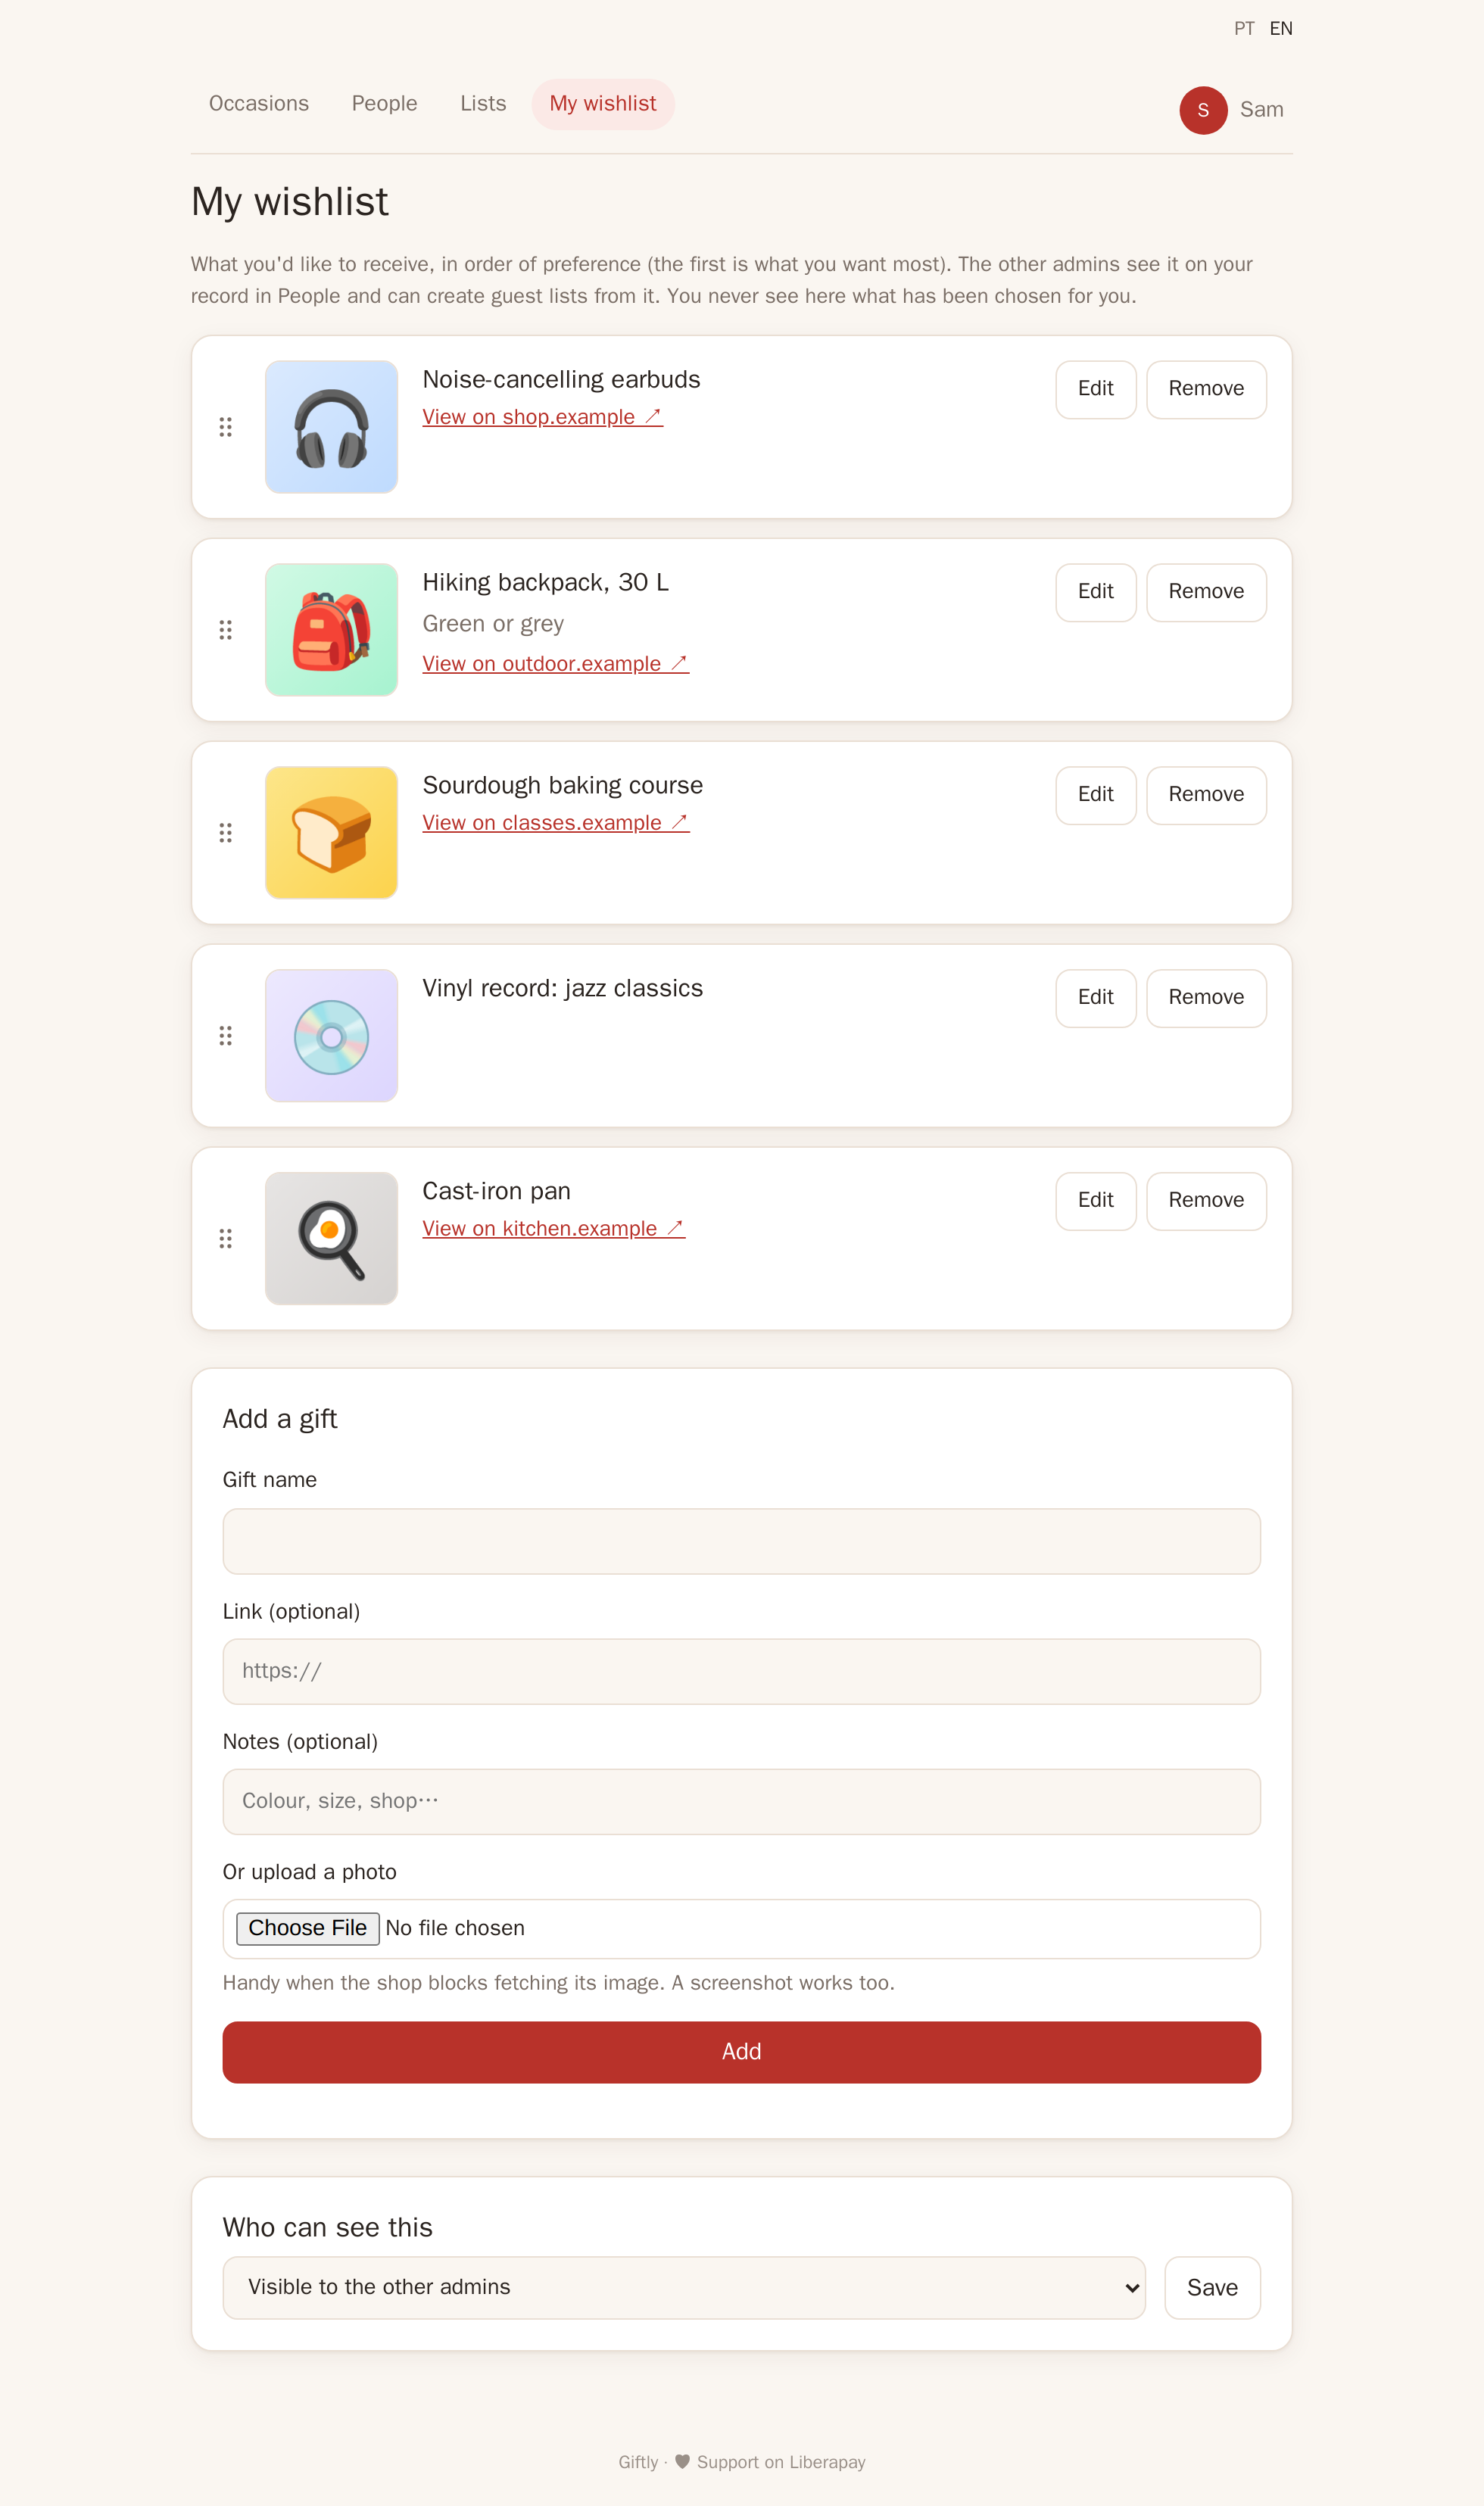 PT EN
Occasions People Lists My wishlist S Sam
My wishlist
What you'd like to receive, in order of preference (the first is what you want most). The other admins see it on your
record in People and can create guest lists from it. You never see here what has been chosen for you.
Noise-cancelling earbuds
View on shop.example ↗
Edit Remove
Hiking backpack, 30 L
Green or grey
View on outdoor.example ↗
Edit Remove
Sourdough baking course
View on classes.example ↗
Edit Remove
Vinyl record: jazz classics
Edit Remove
Cast-iron pan
View on kitchen.example ↗
Edit Remove
Add a gift
Gift name
Link (optional)
https://
Notes (optional)
Colour, size, shop…
Or upload a photo
Choose File No file chosen
Handy when the shop blocks fetching its image. A screenshot works too.
Add
Who can see this
Visible to the other admins
Save
Giftly · ♥ Support on Liberapay